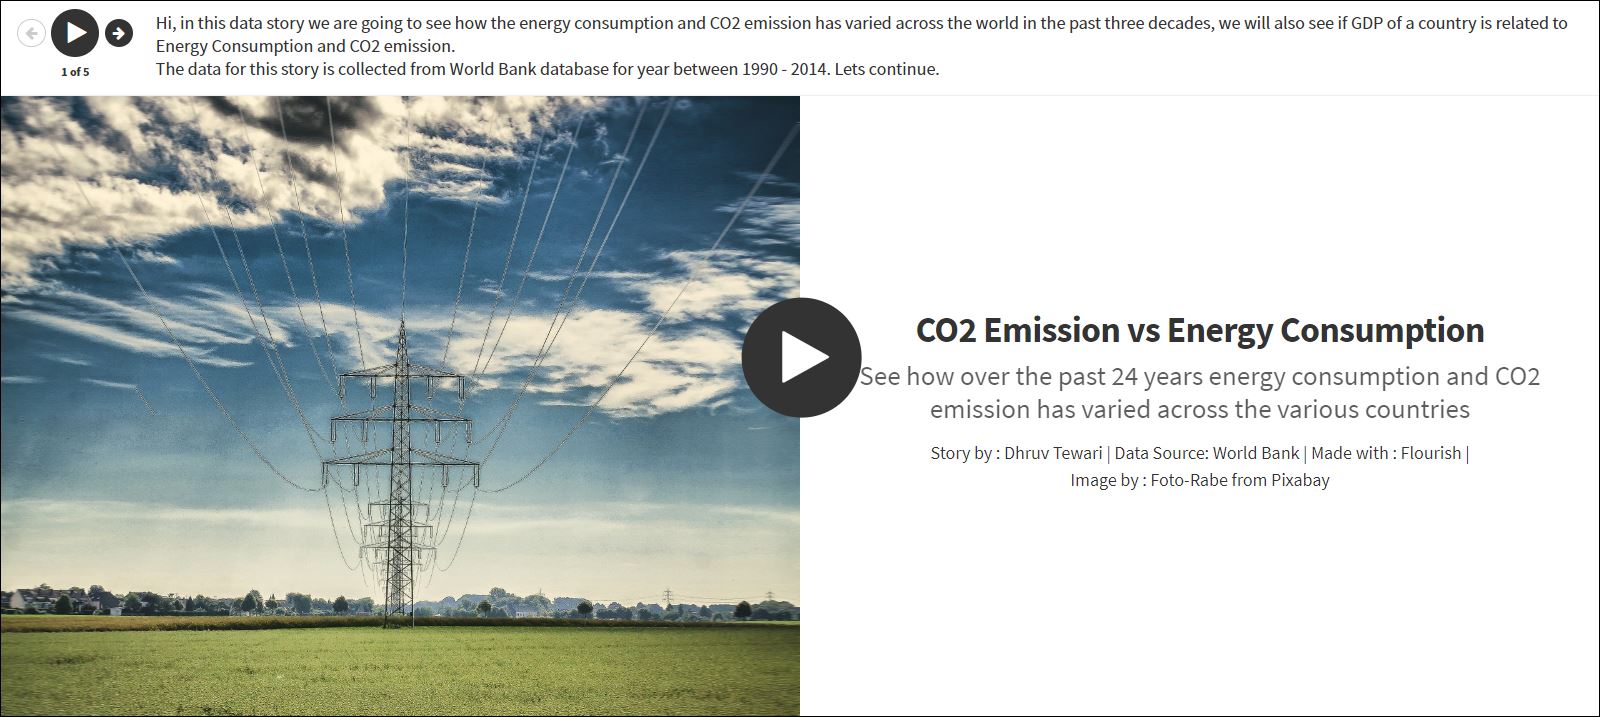 Hi, in this data story we are going to see how the energy consumption and CO2 emission has varied across the world in the past three decades, we will also see if GDP of a country is related to
Energy Consumption and CO2 emission.
The data for this story is collected from World Bank database for year between 1990 - 2014. Lets continue.
1 of 5
CO2 Emission vs Energy Consumption
See how over the past 24 years energy consumption and CO2
emission has varied across the various countries
Story by : Dhruv Tewari | Data Source: World Bank | Made with : Flourish |
Image by : Foto-Rabe from Pixabay